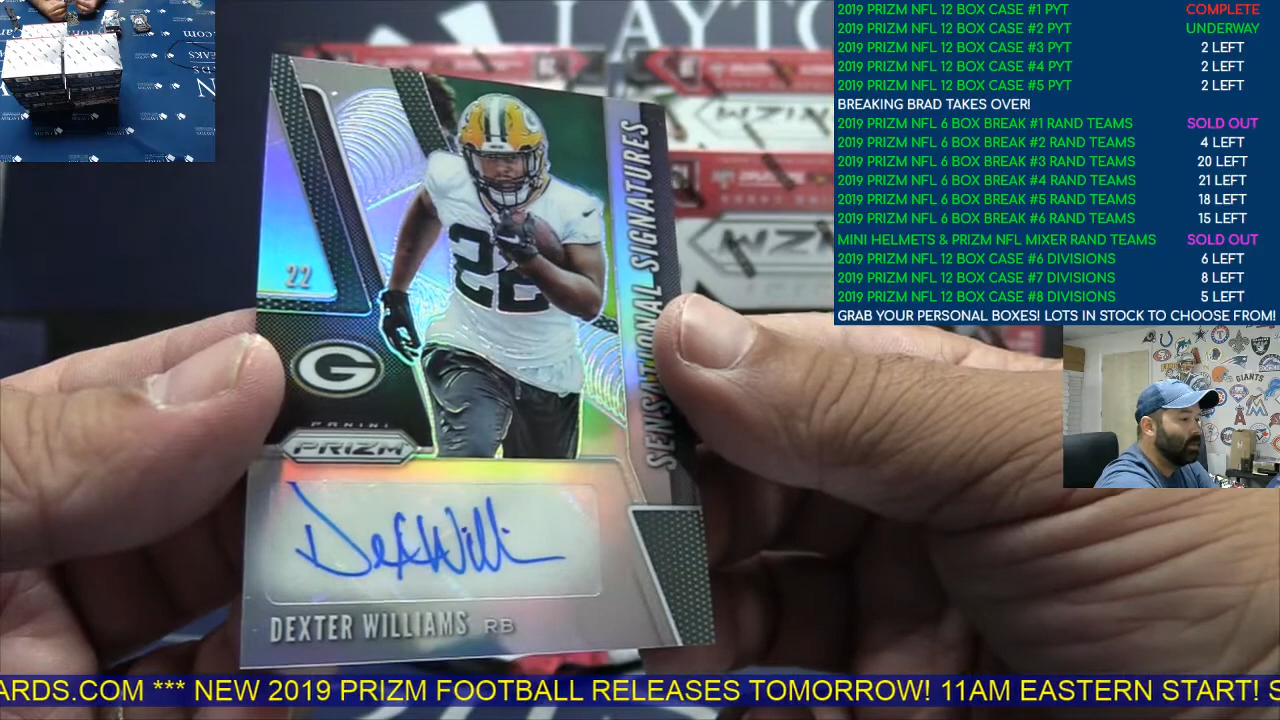 2019 PRIZM NFL 12 BOX CASE #1 PYT COMPLETE
2019 PRIZM NFL 12 BOX CASE #2 PYT UNDERWAY
2019 PRIZM NFL 12 BOX CASE #3 PYT 2 LEFT
2019 PRIZM NFL 12 BOX CASE #4 PYT 2 LEFT
2019 PRIZM NFL 12 BOX CASE #5 PYT 2 LEFT
BREAKING BRAD TAKES OVER!
2019 PRIZM NFL 6 BOX BREAK #1 RAND TEAMS SOLD OUT
2019 PRIZM NFL 6 BOX BREAK #2 RAND TEAMS 4 LEFT
2019 PRIZM NFL 6 BOX BREAK #3 RAND TEAMS 20 LEFT
2019 PRIZM NFL 6 BOX BREAK #4 RAND TEAMS 21 LEFT
2019 PRIZM NFL 6 BOX BREAK #5 RAND TEAMS 18 LEFT
2019 PRIZM NFL 6 BOX BREAK #6 RAND TEAMS 15 LEFT
MINI HELMETS & PRIZM NFL MIXER RAND TEAMS SOLD OUT
2019 PRIZM NFL 12 BOX CASE #6 DIVISIONS 6 LEFT
2019 PRIZM NFL 12 BOX CASE #7 DIVISIONS 8 LEFT
2019 PRIZM NFL 12 BOX CASE #8 DIVISIONS 5 LEFT
GRAB YOUR PERSONAL BOXES! LOTS IN STOCK TO CHOOSE FROM!
LAYTO
SENSATIONAL SIGNATURES
22
22
G
PANINI
PRIZM
Dext Willi
DEXTER WILLIAMS RB
GIANTS
ARDS.COM *** NEW 2019 PRIZM FOOTBALL RELEASES TOMORROW! 11AM EASTERN START! S